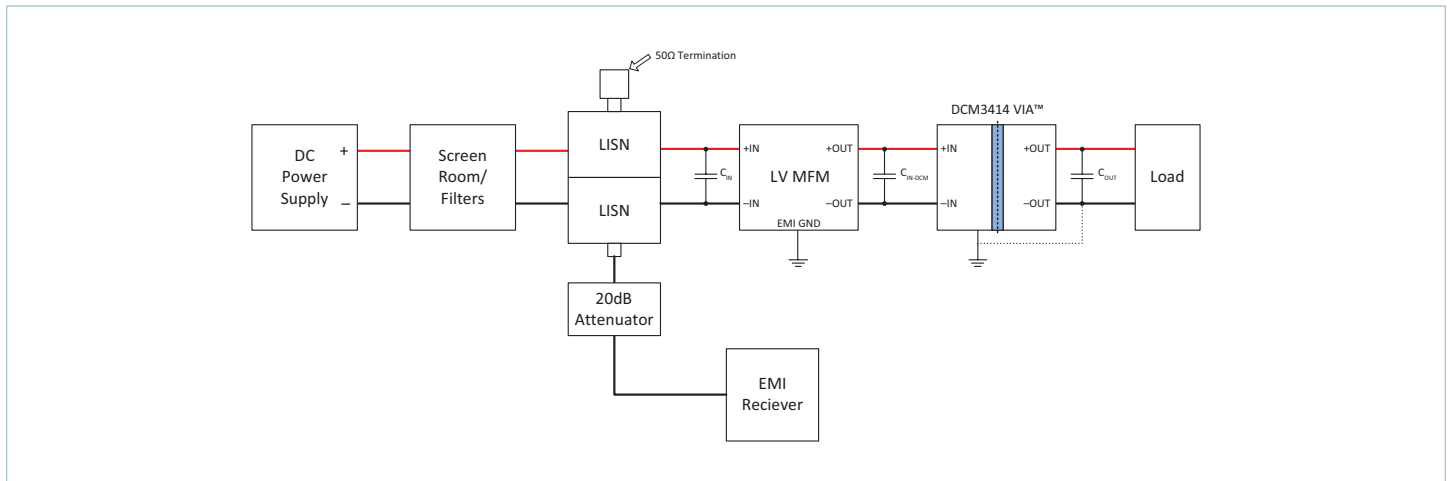 50Ω Termination
DCM3414 VIA™
DC
Power
Supply
+
–
Screen
Room/
Filters
LISN
LISN
C_IN
+IN
–IN
LV MFM
+OUT
–OUT
EMI GND
C_IN-DCM
+IN
–IN
+OUT
–OUT
C_OUT
Load
20dB
Attenuator
EMI
Reciever